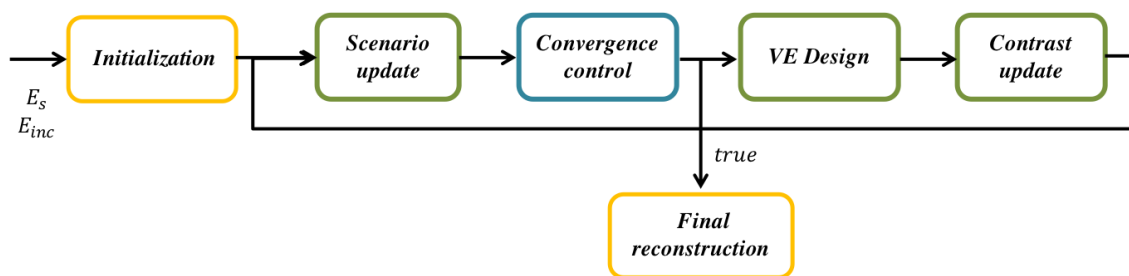 Initialization
Scenario
update
Convergence
control
VE Design
Contrast
update
E_s
E_inc
true
Final
reconstruction